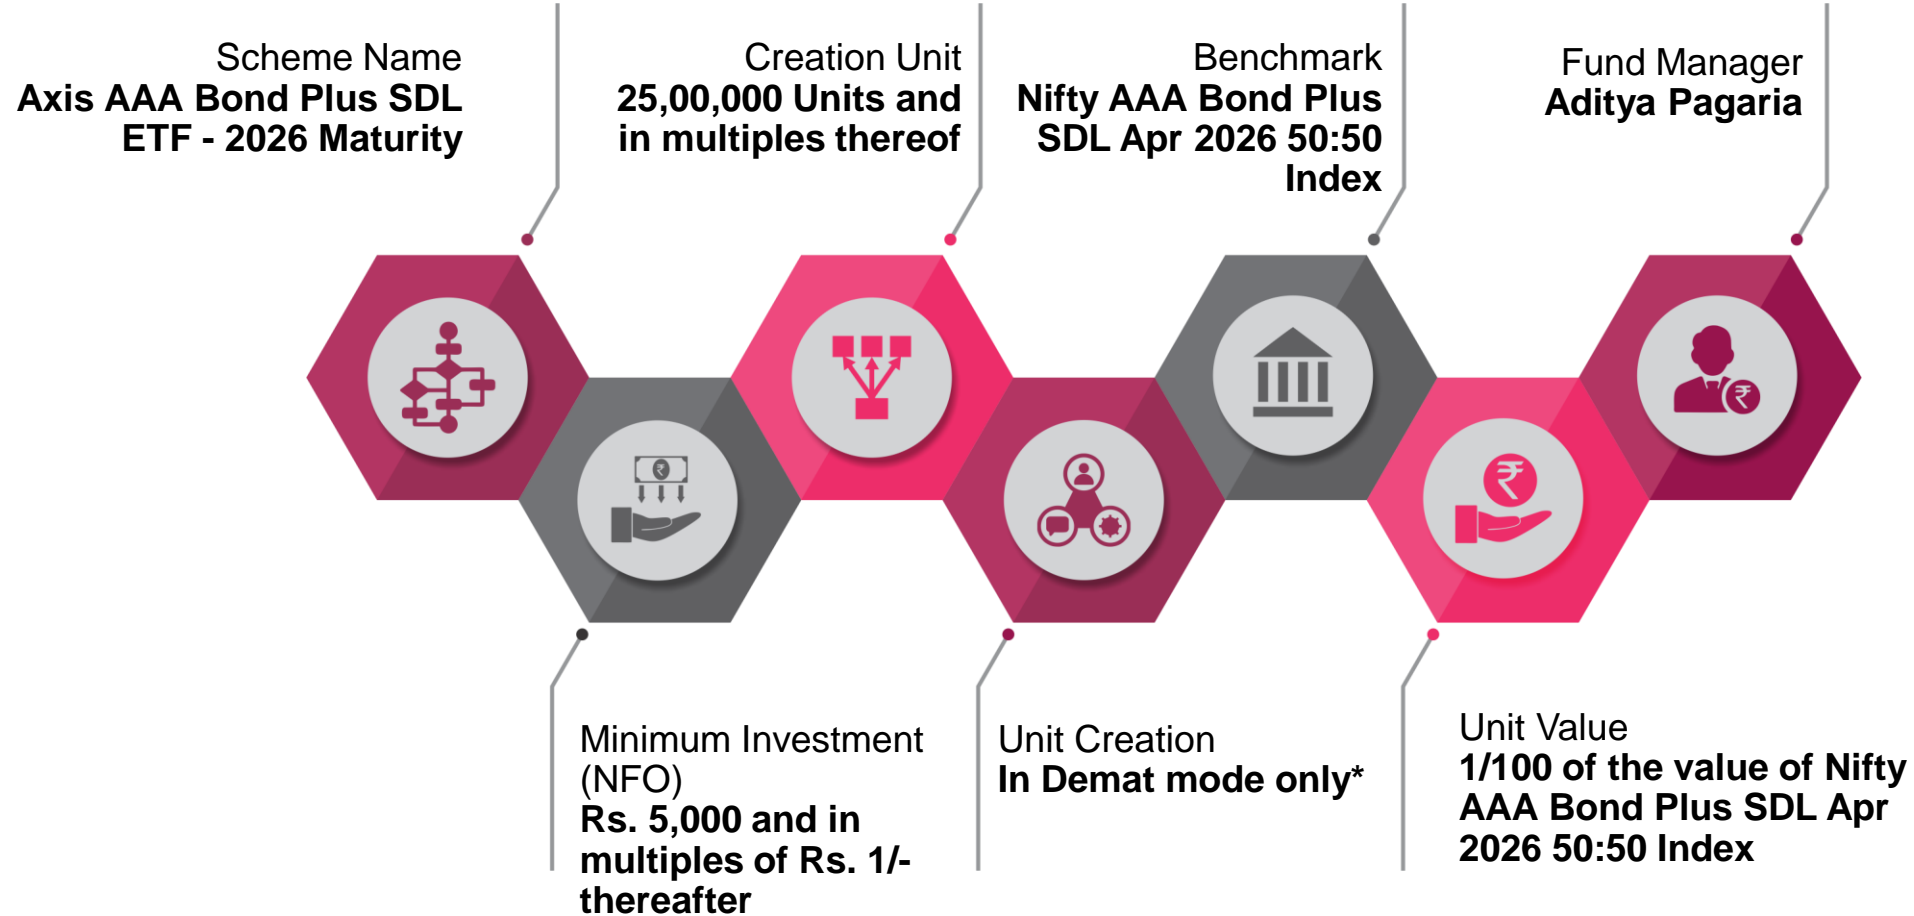 Scheme Name
Axis AAA Bond Plus SDL
ETF - 2026 Maturity
Creation Unit
25,00,000 Units and
in multiples thereof
Benchmark
Nifty AAA Bond Plus
SDL Apr 2026 50:50
Index
Fund Manager
Aditya Pagaria
₹
₹
₹
Minimum Investment
(NFO)
Rs. 5,000 and in
multiples of Rs. 1/-
thereafter
Unit Creation
In Demat mode only*
Unit Value
1/100 of the value of Nifty
AAA Bond Plus SDL Apr
2026 50:50 Index